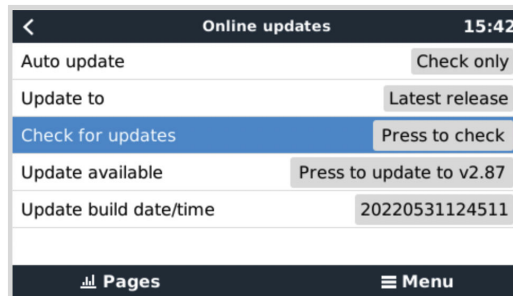 Online updates 15:42
Auto update Check only
Update to Latest release
Check for updates Press to check
Update available Press to update to v2.87
Update build date/time 20220531124511
Pages Menu